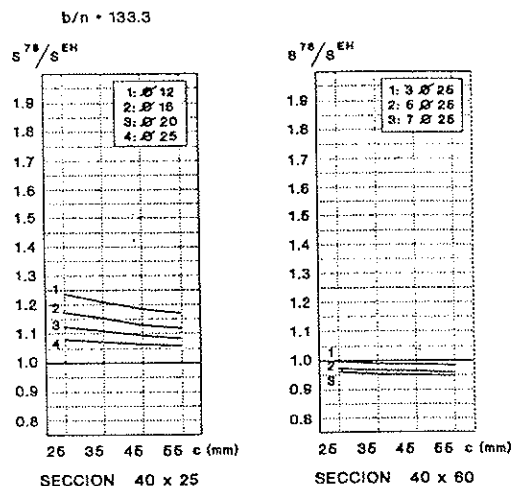 b/n • 133.3
S⁷⁸/Sᴱᴴ
1: Ø 12
2: Ø 16
3: Ø 20
4: Ø 25
1.9
1.8
1.7
1.6
1.5
1.4
1.3
1.2
1.1
1.0
0.9
0.8
1
2
3
4
25 35 45 55 c (mm)
SECCION 40 x 25
S⁷⁸/Sᴱᴴ
1: 3 Ø 25
2: 5 Ø 25
3: 7 Ø 25
1.9
1.8
1.7
1.6
1.5
1.4
1.3
1.2
1.1
1.0
0.9
0.8
1
2
3
25 35 45 55 c (mm)
SECCION 40 x 60